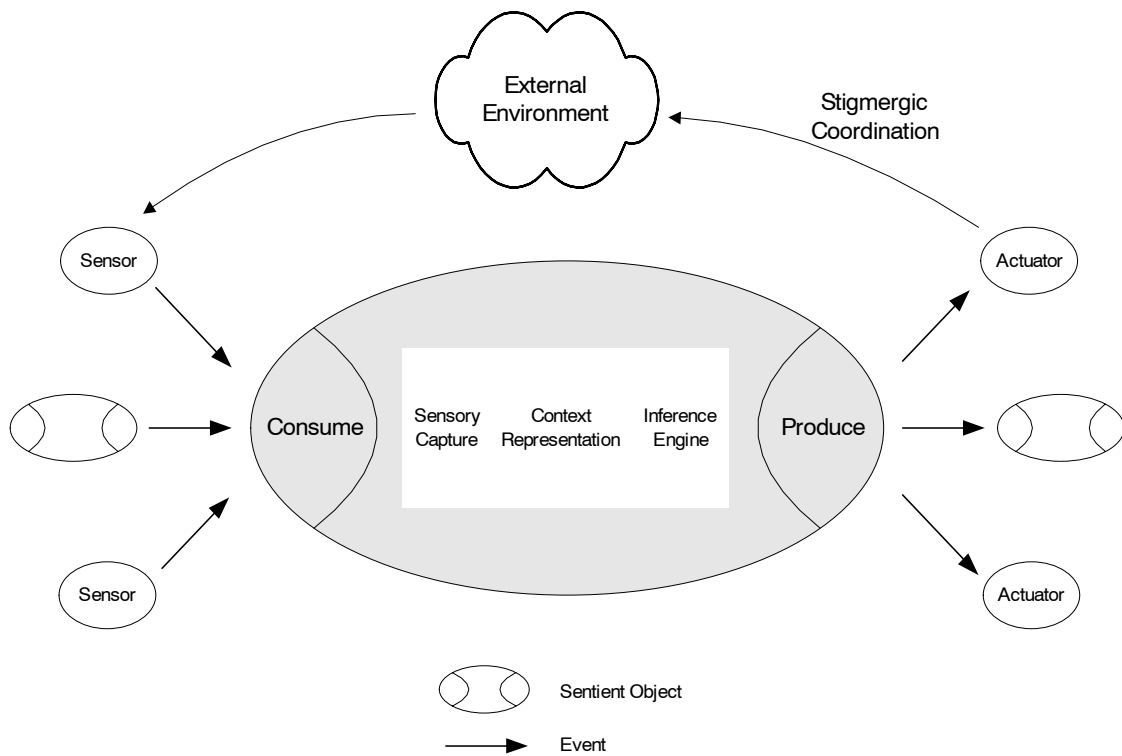 External
Environment
Stigmergic
Coordination
Sensor
Actuator
Consume
Sensory
Capture
Context
Representation
Inference
Engine
Produce
Sensor
Actuator
Sentient Object
Event